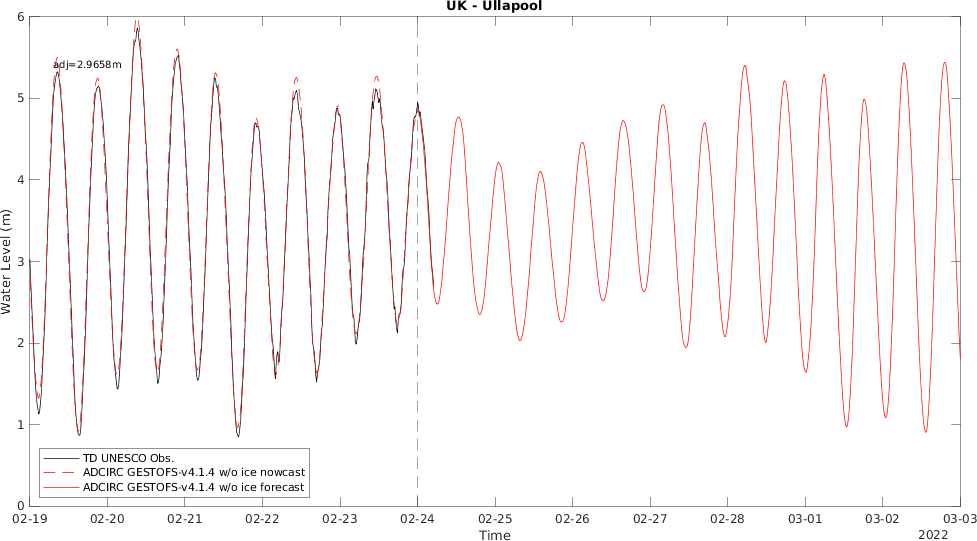 UK - Ullapool
6
adj=2.9658m
5
4
3
2
1
0
Water Level (m)
TD UNESCO Obs.
ADCIRC GESTOFS-v4.1.4 w/o ice nowcast
ADCIRC GESTOFS-v4.1.4 w/o ice forecast
02-19 02-20 02-21 02-22 02-23 02-24 02-25 02-26 02-27 02-28 03-01 03-02 03-03
Time
2022